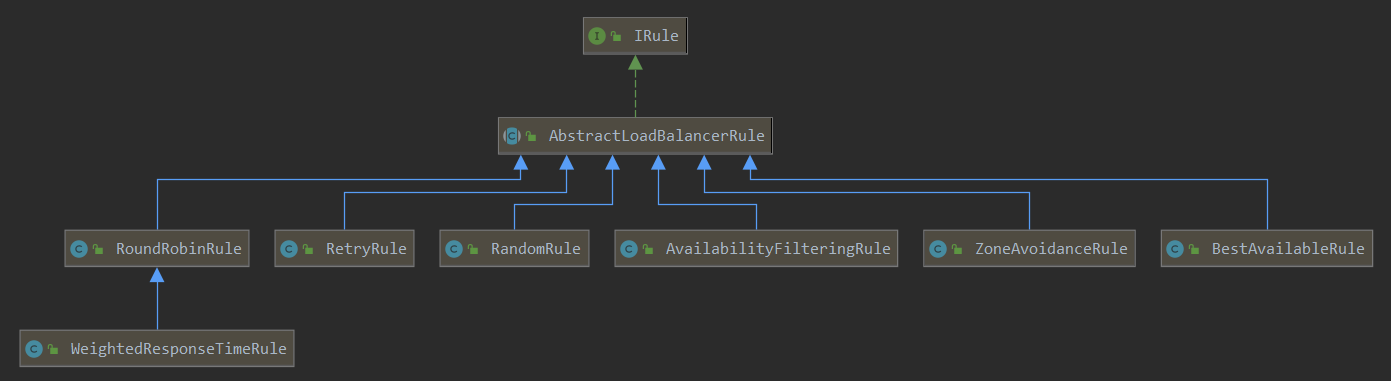 I IRule
C AbstractLoadBalancerRule
C RoundRobinRule
C RetryRule
C RandomRule
C AvailabilityFilteringRule
C ZoneAvoidanceRule
C BestAvailableRule
C WeightedResponseTimeRule